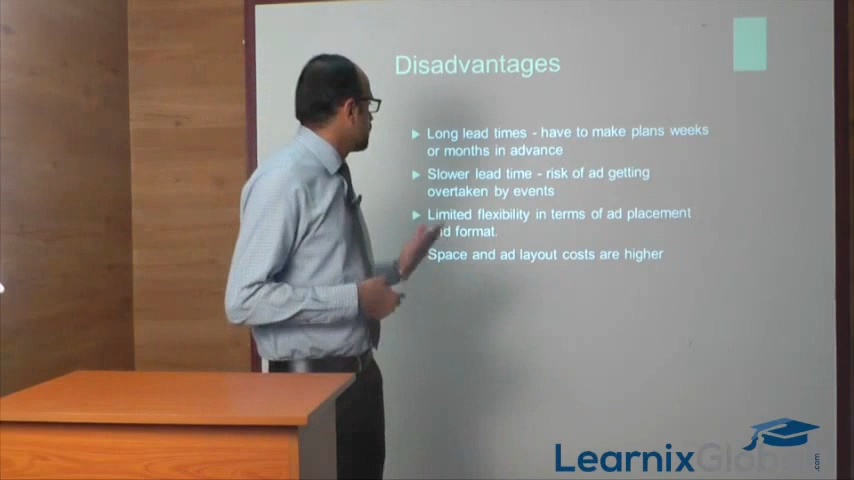 Disadvantages
Long lead times - have to make plans weeks
or months in advance
Slower lead time - risk of ad getting
overtaken by events
Limited flexibility in terms of ad placement
format.
Space and ad layout costs are higher
Learnix
.com